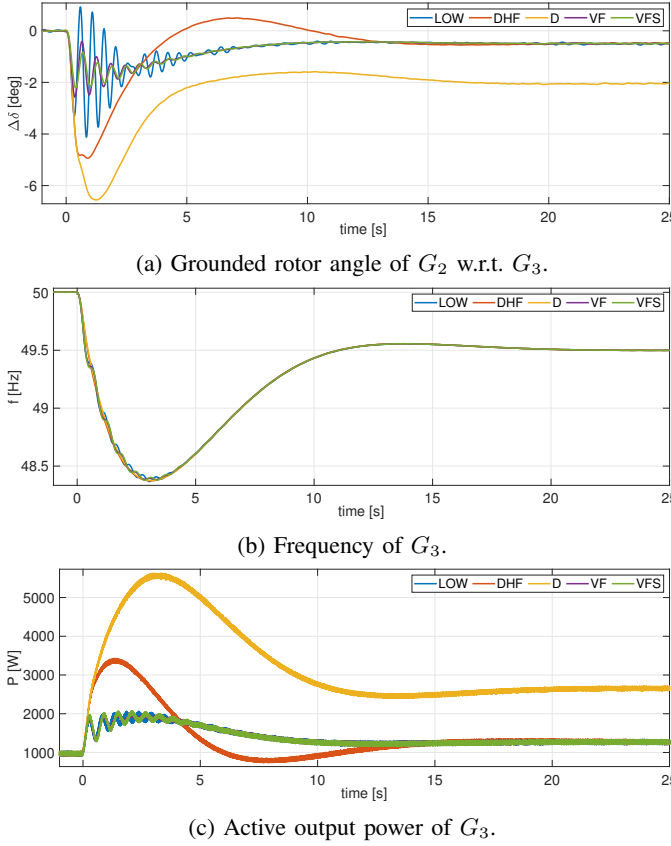 LOW DHF D VF VFS
0
-2
-4
-6
Δδ [deg]
0 5 10 15 20 25
time [s]
(a) Grounded rotor angle of G2 w.r.t. G3.
50
LOW DHF D VF VFS
49.5
49
48.5
f [Hz]
0 5 10 15 20 25
time [s]
(b) Frequency of G3.
LOW DHF D VF VFS
5000
4000
3000
2000
1000
P [W]
0 5 10 15 20 25
time [s]
(c) Active output power of G3.